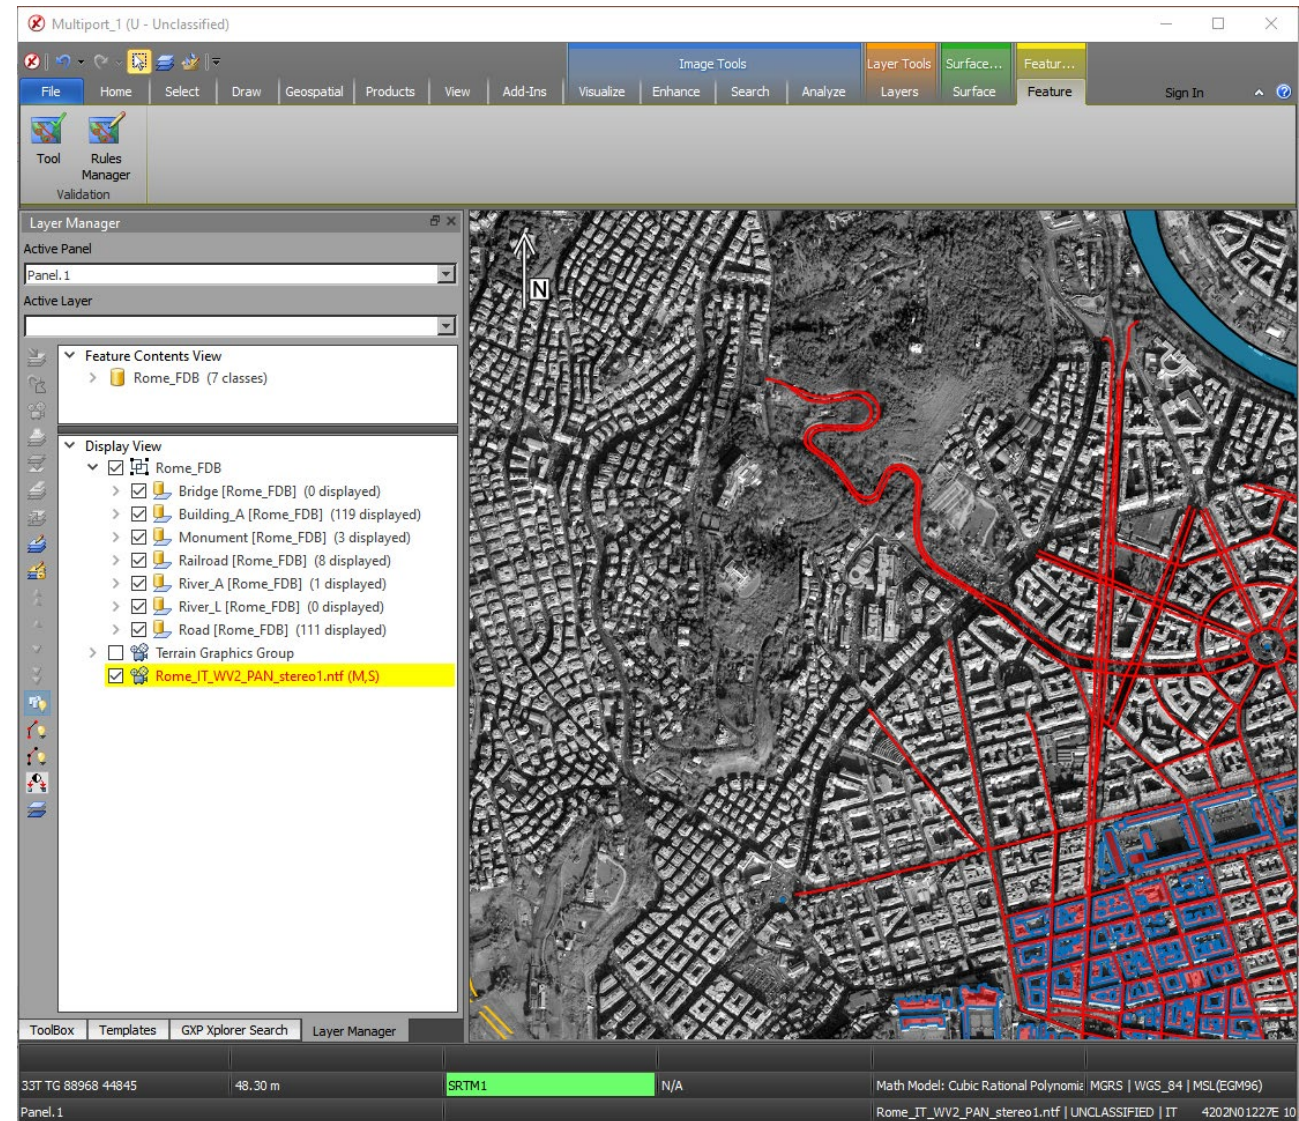 Multiport_1 (U - Unclassified)
Image Tools
Layer Tools
Surface...
Featur...
File Home Select Draw Geospatial Products View Add-Ins Visualize Enhance Search Analyze Layers Surface Feature Sign In
Tool
Rules Manager
Validation
Layer Manager
Active Panel
Panel.1
Active Layer
Feature Contents View
Rome_FDB (7 classes)
Display View
Rome_FDB
Bridge [Rome_FDB] (0 displayed)
Building_A [Rome_FDB] (119 displayed)
Monument [Rome_FDB] (3 displayed)
Railroad [Rome_FDB] (8 displayed)
River_A [Rome_FDB] (1 displayed)
River_L [Rome_FDB] (0 displayed)
Road [Rome_FDB] (111 displayed)
Terrain Graphics Group
Rome_IT_WV2_PAN_stereo1.ntf (M,S)
N
ToolBox Templates GXP Xplorer Search Layer Manager
33T TG 88968 44845 48.30 m SRTM1 N/A Math Model: Cubic Rational Polynomia MGRS | WGS_84 | MSL(EGM96)
Panel.1 Rome_IT_WV2_PAN_stereo1.ntf | UNCLASSIFIED | IT 4202N01227E 10